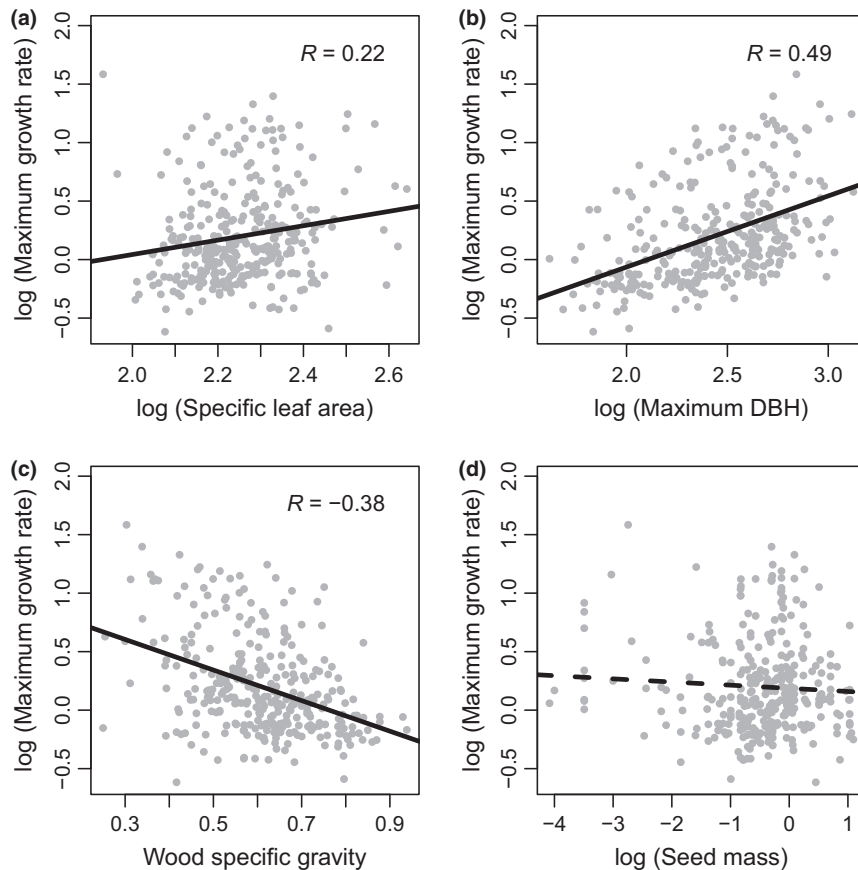 (a)
R = 0.22
log (Maximum growth rate)
2.0
1.5
1.0
0.5
0.0
−0.5
2.0 2.2 2.4 2.6
log (Specific leaf area)
(b)
R = 0.49
log (Maximum growth rate)
2.0
1.5
1.0
0.5
0.0
−0.5
2.0 2.5 3.0
log (Maximum DBH)
(c)
R = −0.38
log (Maximum growth rate)
2.0
1.5
1.0
0.5
0.0
−0.5
0.3 0.5 0.7 0.9
Wood specific gravity
(d)
log (Maximum growth rate)
2.0
1.5
1.0
0.5
0.0
−0.5
−4 −3 −2 −1 0 1
log (Seed mass)